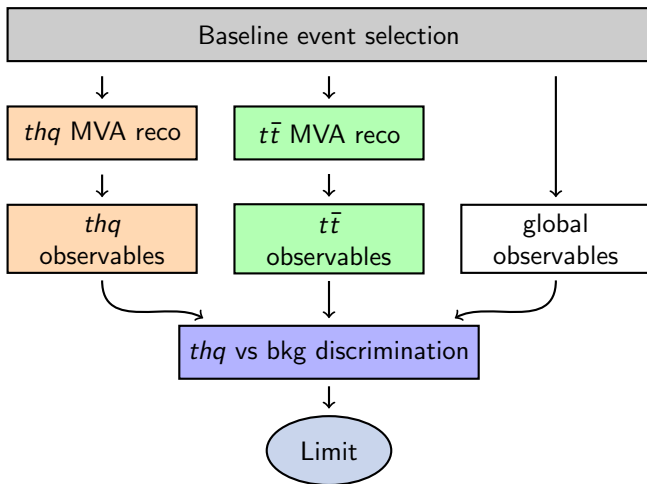 Baseline event selection
thq MVA reco
tt̄ MVA reco
thq
observables
tt̄
observables
global
observables
thq vs bkg discrimination
Limit